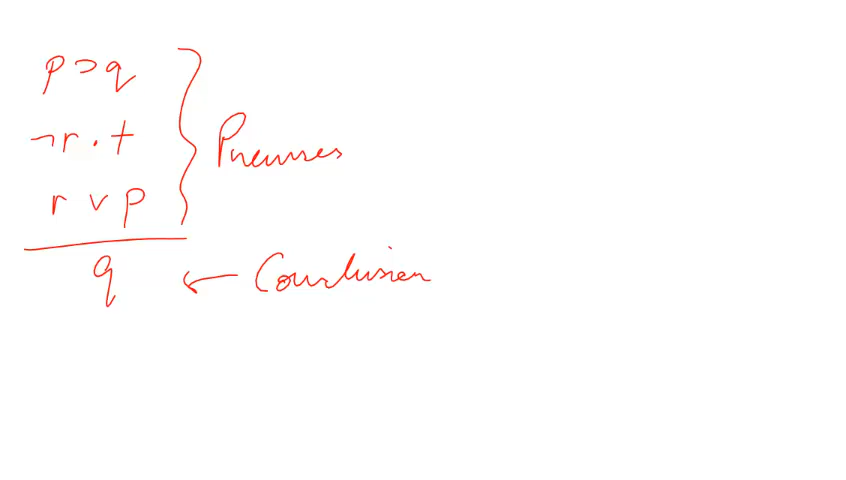 p ⊃ q
¬r . t
r ∨ p
Premises
q ← Conclusion